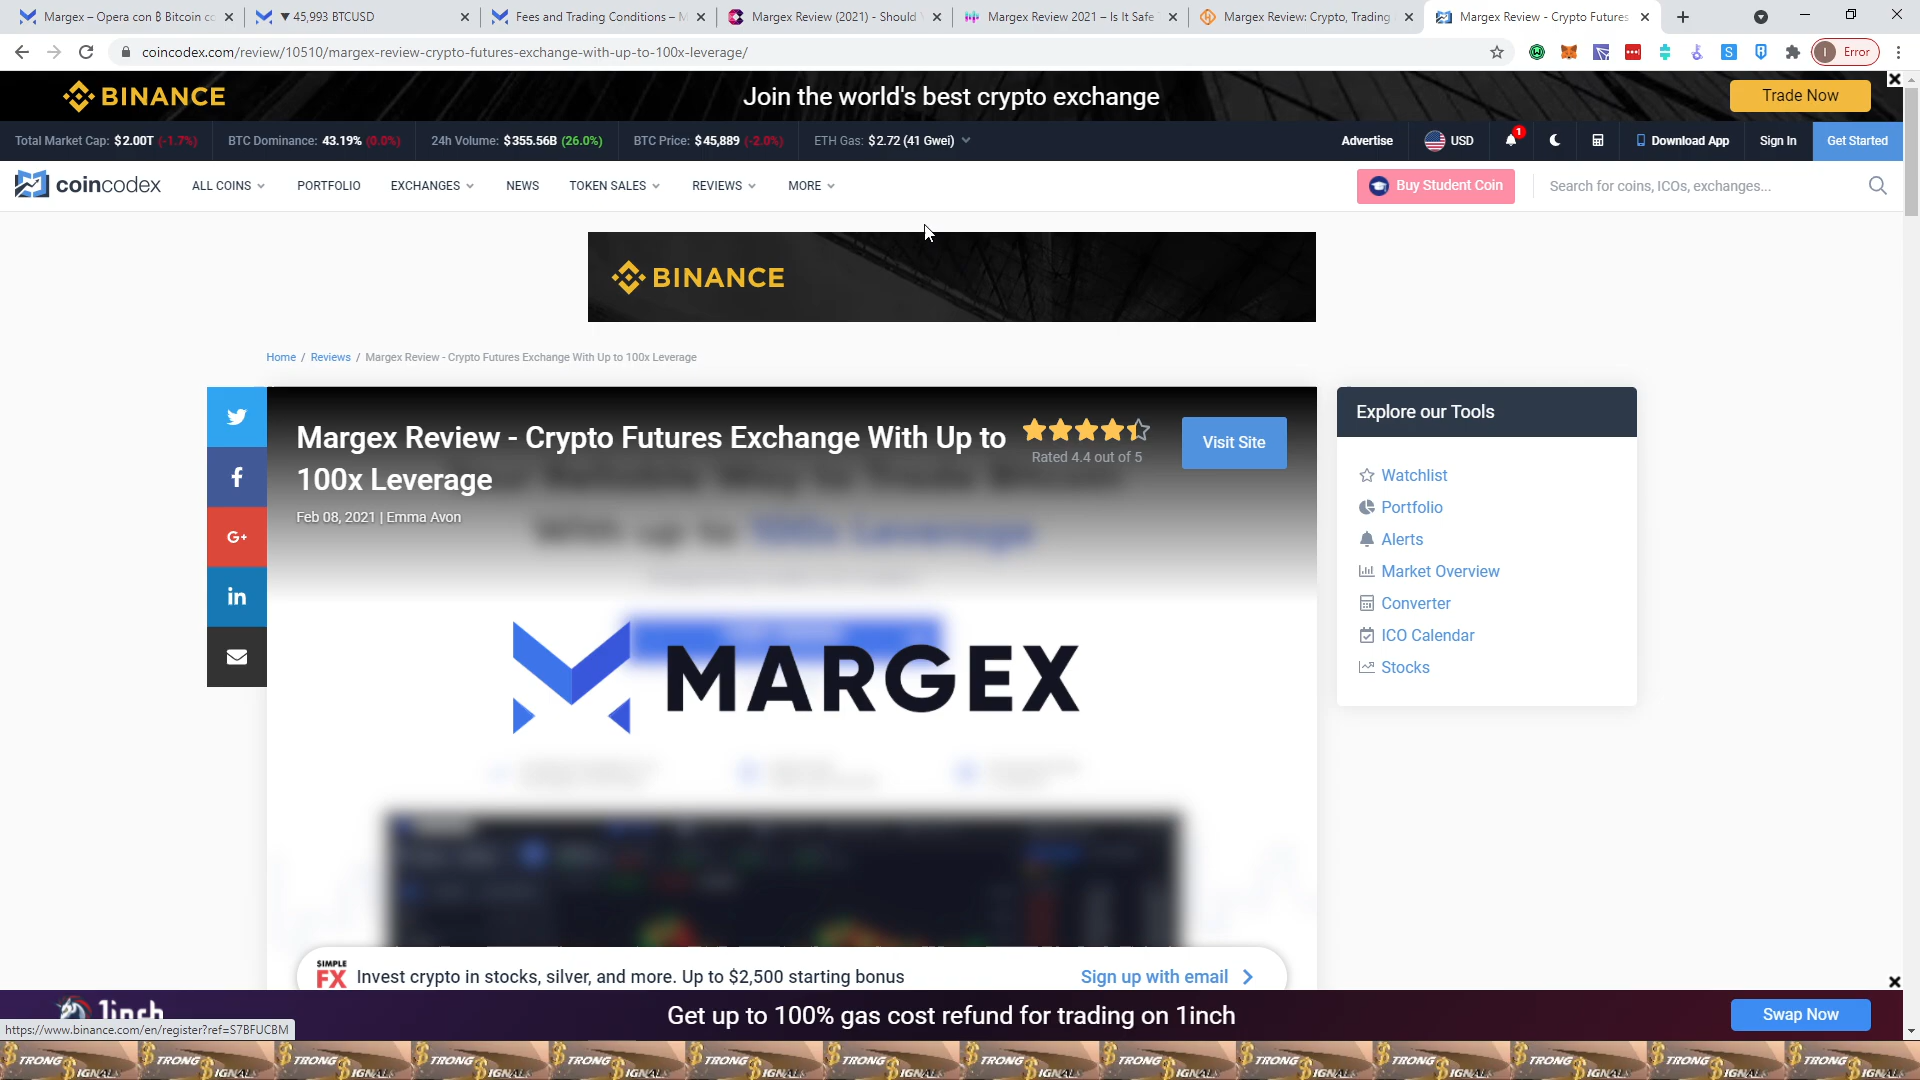 Margex – Opera con ₿ Bitcoin co
▼ 45,993 BTCUSD
Fees and Trading Conditions – M
Margex Review (2021) - Should Y
Margex Review 2021 – Is It Safe
Margex Review: Crypto, Trading
Margex Review - Crypto Futures
coincodex.com/review/10510/margex-review-crypto-futures-exchange-with-up-to-100x-leverage/
Error
BINANCE
Join the world's best crypto exchange
Trade Now
Total Market Cap: $2.00T (-1.7%)
BTC Dominance: 43.19% (0.0%)
24h Volume: $355.56B (26.0%)
BTC Price: $45,889 (-2.0%)
ETH Gas: $2.72 (41 Gwei)
Advertise
USD
1
Download App
Sign In
Get Started
coincodex
ALL COINS
PORTFOLIO
EXCHANGES
NEWS
TOKEN SALES
REVIEWS
MORE
Buy Student Coin
Search for coins, ICOs, exchanges...
BINANCE
Home / Reviews / Margex Review - Crypto Futures Exchange With Up to 100x Leverage
Margex Review - Crypto Futures Exchange With Up to
100x Leverage
Rated 4.4 out of 5
Visit Site
Feb 08, 2021 | Emma Avon
With up to 100x Leverage
MARGEX
Explore our Tools
Watchlist
Portfolio
Alerts
Market Overview
Converter
ICO Calendar
Stocks
SIMPLE
FX
Invest crypto in stocks, silver, and more. Up to $2,500 starting bonus
Sign up with email
1inch
Get up to 100% gas cost refund for trading on 1inch
Swap Now
https://www.binance.com/en/register?ref=S7BFUCBM